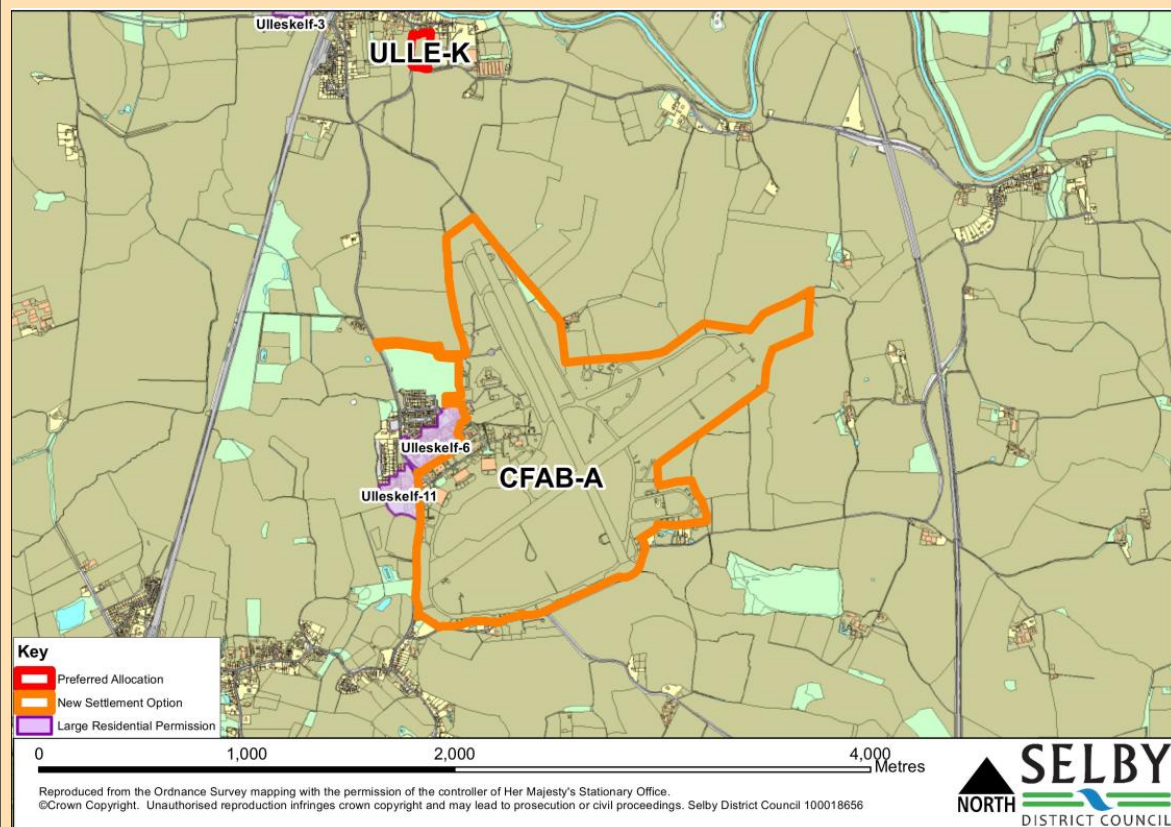 Ulleskelf-3
ULLE-K
Ulleskelf-6
CFAB-A
Ulleskelf-11
Key
Preferred Allocation
New Settlement Option
Large Residential Permission
0 1,000 2,000 4,000
Metres
Reproduced from the Ordnance Survey mapping with the permission of the controller of Her Majesty's Stationary Office.
©Crown Copyright. Unauthorised reproduction infringes crown copyright and may lead to prosecution or civil proceedings. Selby District Council 100018656
NORTH
SELBY
DISTRICT COUNCIL